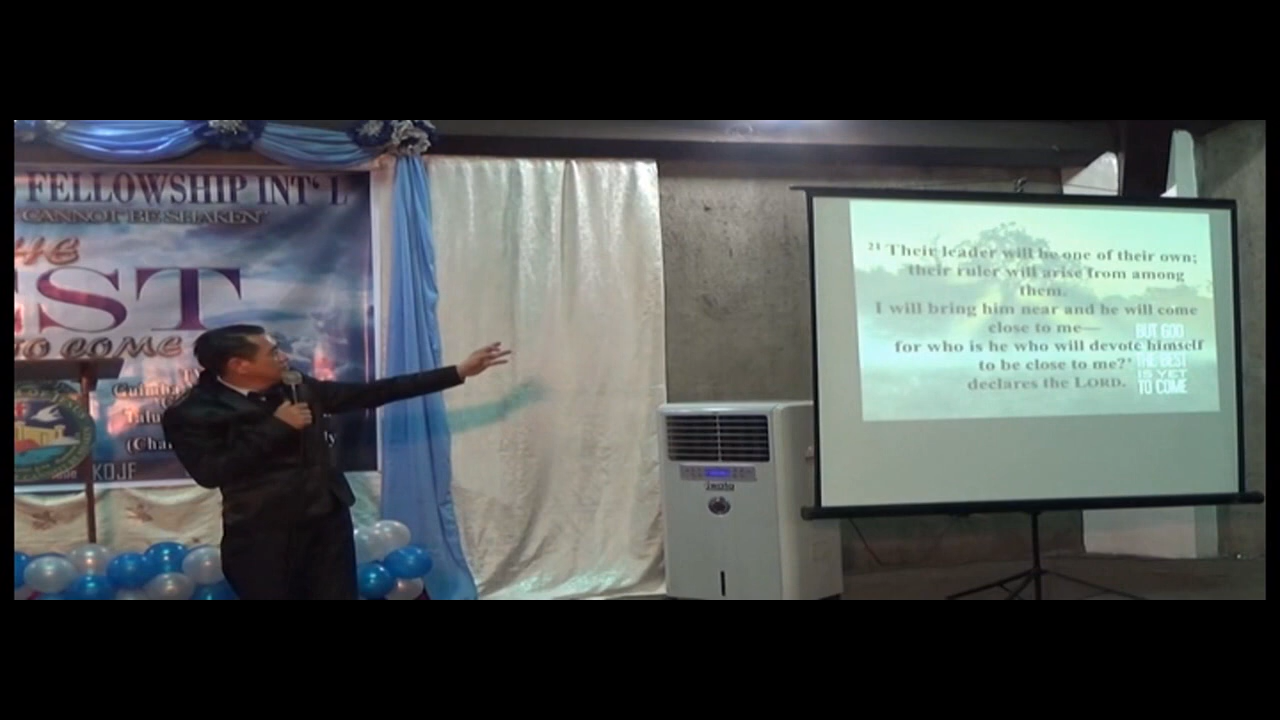 FELLOWSHIP INT'L
CANNOT BE SHAKEN"
EST
TO COME
Guimba
KOJF
21 Their leader will be one of their own;
their ruler will arise from among
them.
I will bring him near and he will come
close to me—
for who is he who will devote himself
to be close to me?'
declares the LORD.
BUT GOD
THE BEST
IS YET
TO COME